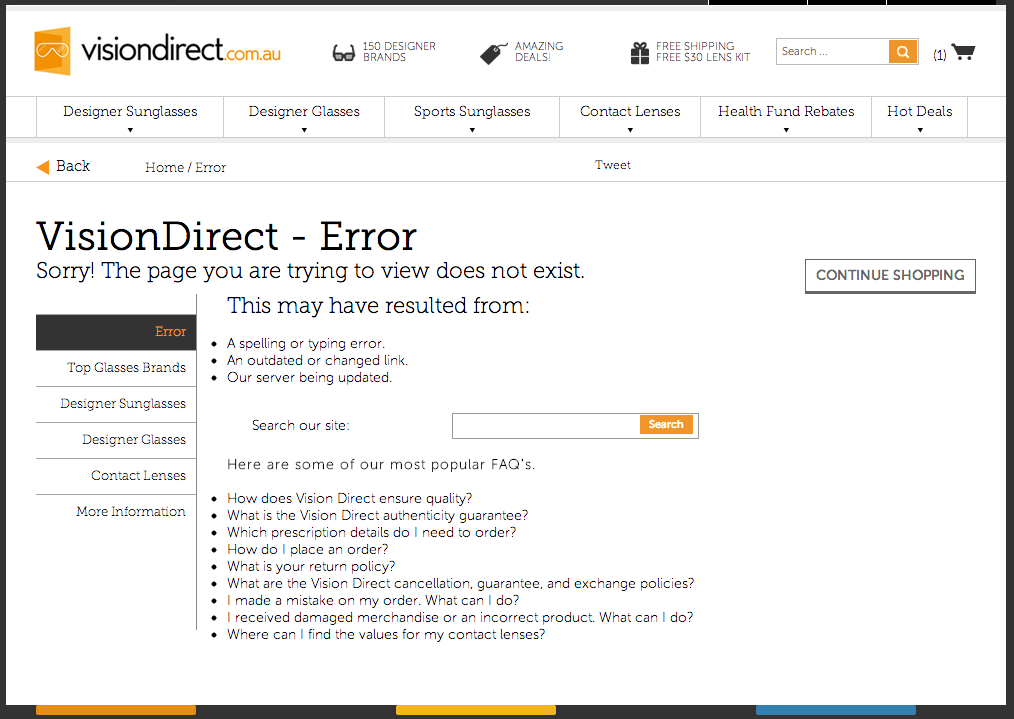 visiondirect.com.au
150 DESIGNER
BRANDS
AMAZING
DEALS!
FREE SHIPPING
FREE $30 LENS KIT
Search ...
(1)
Designer Sunglasses
Designer Glasses
Sports Sunglasses
Contact Lenses
Health Fund Rebates
Hot Deals
Back
Home / Error
Tweet
VisionDirect - Error
Sorry! The page you are trying to view does not exist.
CONTINUE SHOPPING
Error
Top Glasses Brands
Designer Sunglasses
Designer Glasses
Contact Lenses
More Information
This may have resulted from:
A spelling or typing error.
An outdated or changed link.
Our server being updated.
Search our site:
Search
Here are some of our most popular FAQ's.
How does Vision Direct ensure quality?
What is the Vision Direct authenticity guarantee?
Which prescription details do I need to order?
How do I place an order?
What is your return policy?
What are the Vision Direct cancellation, guarantee, and exchange policies?
I made a mistake on my order. What can I do?
I received damaged merchandise or an incorrect product. What can I do?
Where can I find the values for my contact lenses?